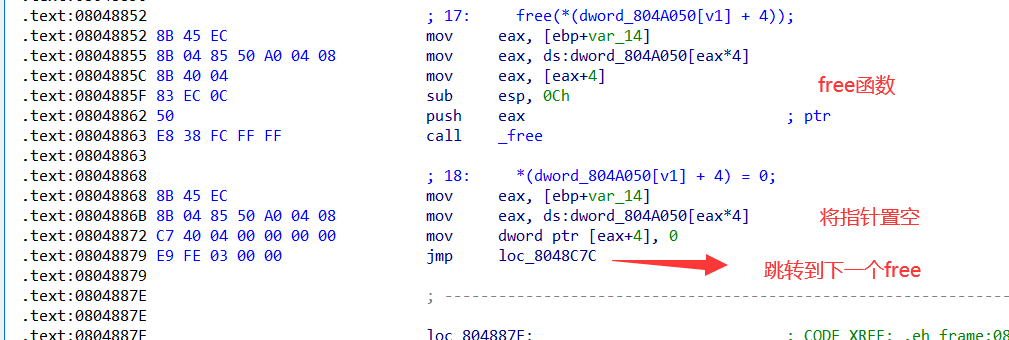 .text:08048852 ; 17: free(*(dword_804A050[v1] + 4));
.text:08048852 8B 45 EC mov eax, [ebp+var_14]
.text:08048855 8B 04 85 50 A0 04 08 mov eax, ds:dword_804A050[eax*4]
.text:0804885C 8B 40 04 mov eax, [eax+4]
.text:0804885F 83 EC 0C sub esp, 0Ch
free函数
.text:08048862 50 push eax ; ptr
.text:08048863 E8 38 FC FF FF call _free
.text:08048863
.text:08048868 ; 18: *(dword_804A050[v1] + 4) = 0;
.text:08048868 8B 45 EC mov eax, [ebp+var_14]
.text:0804886B 8B 04 85 50 A0 04 08 mov eax, ds:dword_804A050[eax*4]
将指针置空
.text:08048872 C7 40 04 00 00 00 00 mov dword ptr [eax+4], 0
.text:08048879 E9 FE 03 00 00 jmp loc_8048C7C
跳转到下一个free
.text:08048879
.text:0804887E ; ---------------------------------------------------------------
.text:0804887E
.text:0804887E loc_804887E: ; CODE XREF: .eh_frame:08